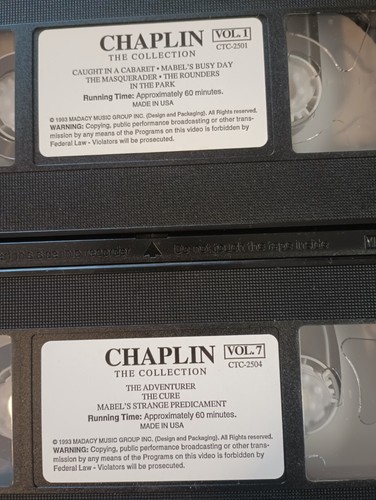 CHAPLIN VOL. 1
THE COLLECTION CTC-2501
CAUGHT IN A CABARET • MABEL'S BUSY DAY
THE MASQUERADER • THE ROUNDERS
IN THE PARK
Running Time: Approximately 60 minutes.
MADE IN USA
© 1993 MADACY MUSIC GROUP INC. (Design and Packaging). All Rights reserved.
WARNING: Copying, public performance broadcasting or other trans-
mission by any means of the Programs on this video is forbidden by
Federal Law - Violators will be prosecuted.
Do not touch the tape inside
CHAPLIN VOL. 7
THE COLLECTION CTC-2504
THE ADVENTURER
THE CURE
MABEL'S STRANGE PREDICAMENT
Running Time: Approximately 60 minutes.
MADE IN USA
© 1993 MADACY MUSIC GROUP INC. (Design and Packaging). All Rights reserved.
WARNING: Copying, public performance broadcasting or other trans-
mission by any means of the Programs on this video is forbidden by
Federal Law - Violators will be prosecuted.